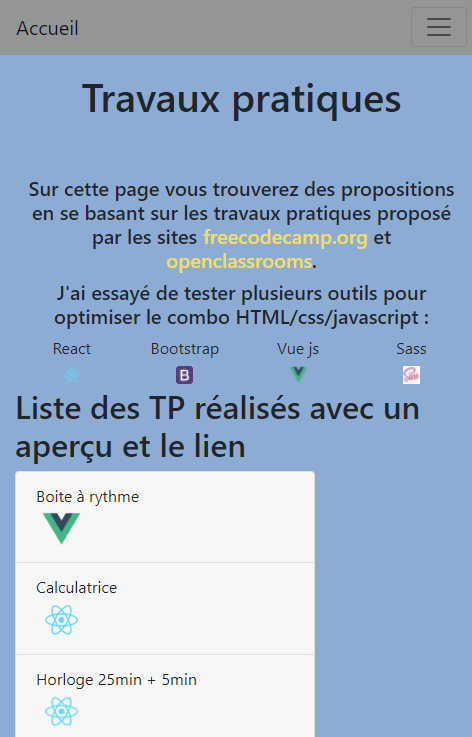 Accueil
Travaux pratiques
Sur cette page vous trouverez des propositions
en se basant sur les travaux pratiques proposé
par les sites freecodecamp.org et
openclassrooms.
J'ai essayé de tester plusieurs outils pour
optimiser le combo HTML/css/javascript :
React Bootstrap Vue js Sass
B Sass
Liste des TP réalisés avec un
aperçu et le lien
Boite à rythme
Calculatrice
Horloge 25min + 5min